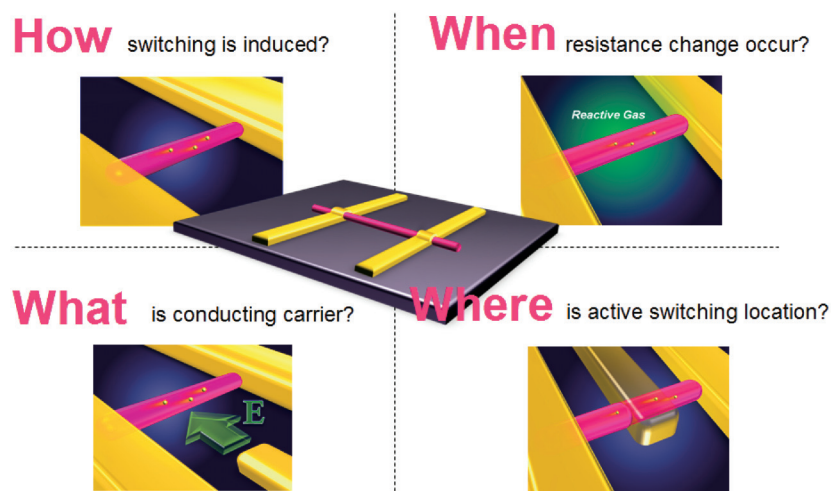 How switching is induced?
When resistance change occur?
Reactive Gas
What is conducting carrier?
Where is active switching location?
E